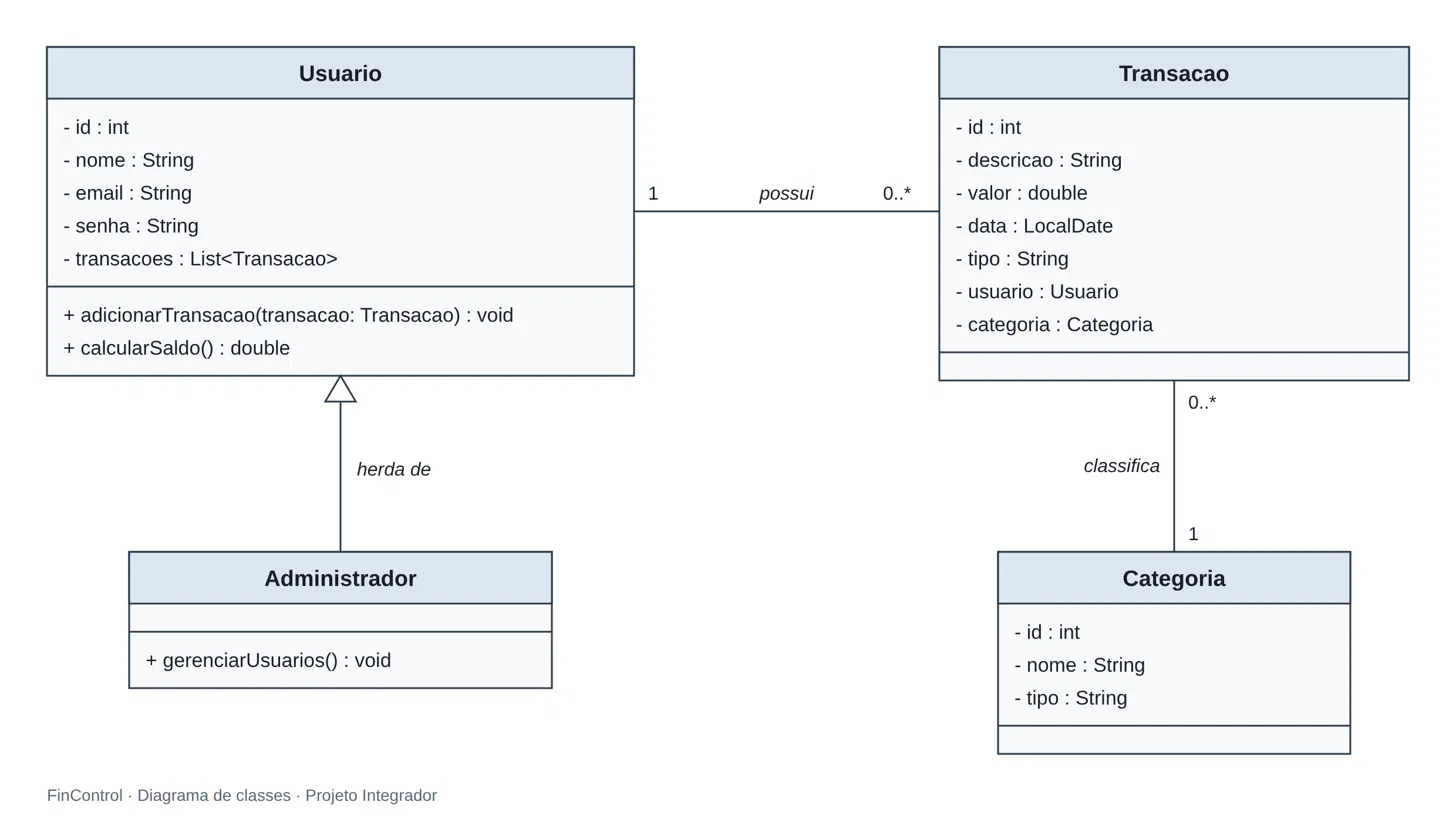 Usuario
- id : int
- nome : String
- email : String
- senha : String
- transacoes : List<Transacao>
+ adicionarTransacao(transacao: Transacao) : void
+ calcularSaldo() : double
1
possui
0..*
Transacao
- id : int
- descricao : String
- valor : double
- data : LocalDate
- tipo : String
- usuario : Usuario
- categoria : Categoria
herda de
0..*
classifica
1
Administrador
+ gerenciarUsuarios() : void
Categoria
- id : int
- nome : String
- tipo : String
FinControl · Diagrama de classes · Projeto Integrador